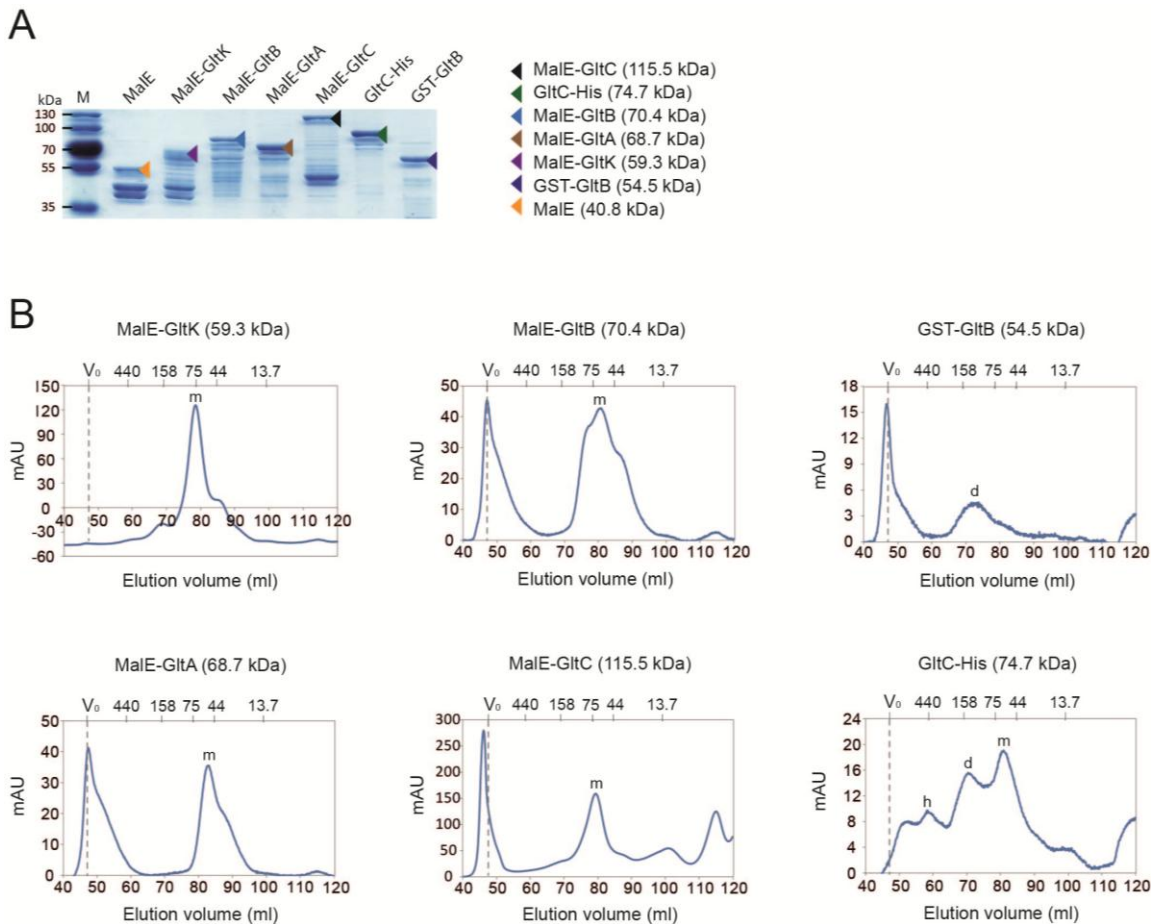 A
kDa M MalE MalE-GltK MalE-GltB MalE-GltA MalE-GltC GltC-His GST-GltB
130
100
70
55
35
MalE-GltC (115.5 kDa)
GltC-His (74.7 kDa)
MalE-GltB (70.4 kDa)
MalE-GltA (68.7 kDa)
MalE-GltK (59.3 kDa)
GST-GltB (54.5 kDa)
MalE (40.8 kDa)
B
MalE-GltK (59.3 kDa)
V0 440 158 75 44 13.7
m
mAU
150
120
90
60
30
0
-30
-60
40 50 60 70 80 90 100 110 120
Elution volume (ml)
MalE-GltB (70.4 kDa)
V0 440 158 75 44 13.7
m
mAU
50
40
30
20
10
0
40 50 60 70 80 90 100 110 120
Elution volume (ml)
GST-GltB (54.5 kDa)
V0 440 158 75 44 13.7
d
mAU
18
15
12
9
6
3
0
40 50 60 70 80 90 100 110 120
Elution volume (ml)
MalE-GltA (68.7 kDa)
V0 440 158 75 44 13.7
m
mAU
50
40
30
20
10
0
40 50 60 70 80 90 100 110 120
Elution volume (ml)
MalE-GltC (115.5 kDa)
V0 440 158 75 44 13.7
m
mAU
300
250
200
150
100
50
0
40 50 60 70 80 90 100 110 120
Elution volume (ml)
GltC-His (74.7 kDa)
V0 440 158 75 44 13.7
h d m
mAU
24
20
16
12
8
4
0
40 50 60 70 80 90 100 110 120
Elution volume (ml)